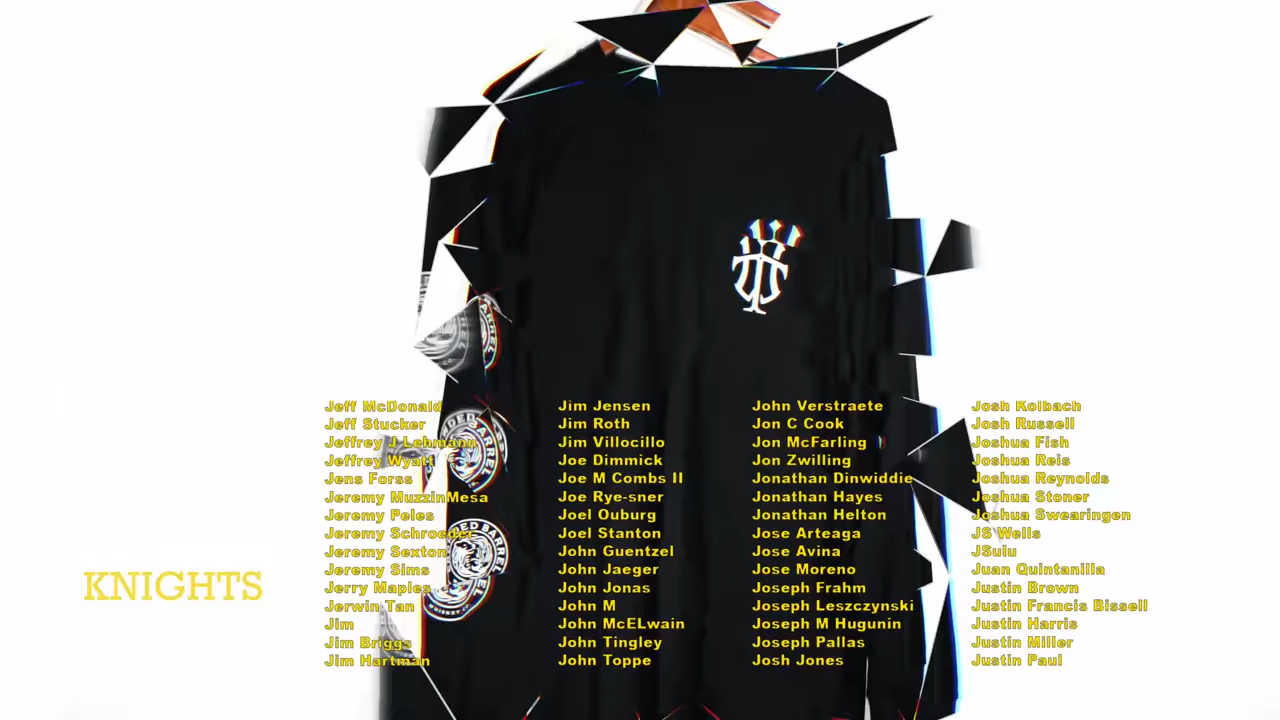 KNIGHTS
Jeff McDonald
Jeff Stucker
Jeffrey J Lehmann
Jeffrey Wyatt
Jens Forss
Jeremy MuzzinMesa
Jeremy Peles
Jeremy Schroeder
Jeremy Sexton
Jeremy Sims
Jerry Maples
Jerwin Tan
Jim
Jim Briggs
Jim Hartman
Jim Jensen
Jim Roth
Jim Villocillo
Joe Dimmick
Joe M Combs II
Joe Rye-sner
Joel Ouburg
Joel Stanton
John Guentzel
John Jaeger
John Jonas
John M
John McELwain
John Tingley
John Toppe
John Verstraete
Jon C Cook
Jon McFarling
Jon Zwilling
Jonathan Dinwiddie
Jonathan Hayes
Jonathan Helton
Jose Arteaga
Jose Avina
Jose Moreno
Joseph Frahm
Joseph Leszczynski
Joseph M Hugunin
Joseph Pallas
Josh Jones
Josh Kolbach
Josh Russell
Joshua Fish
Joshua Reis
Joshua Reynolds
Joshua Stoner
Joshua Swearingen
JS Wells
JSuiu
Juan Quintanilla
Justin Brown
Justin Francis Bissell
Justin Harris
Justin Miller
Justin Paul
BARREL
BARREL
BARREL
WHISKEY